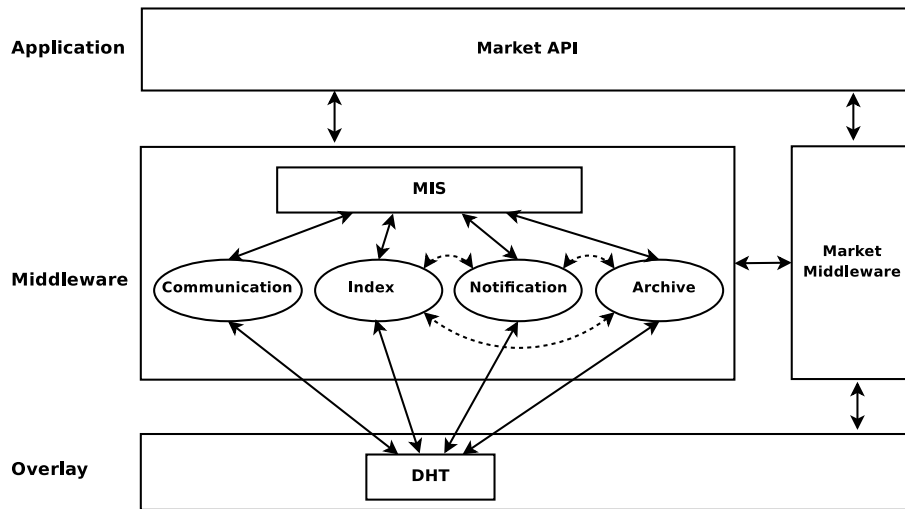 Application
Market API
MIS
Middleware
Communication
Index
Notification
Archive
Market
Middleware
Overlay
DHT